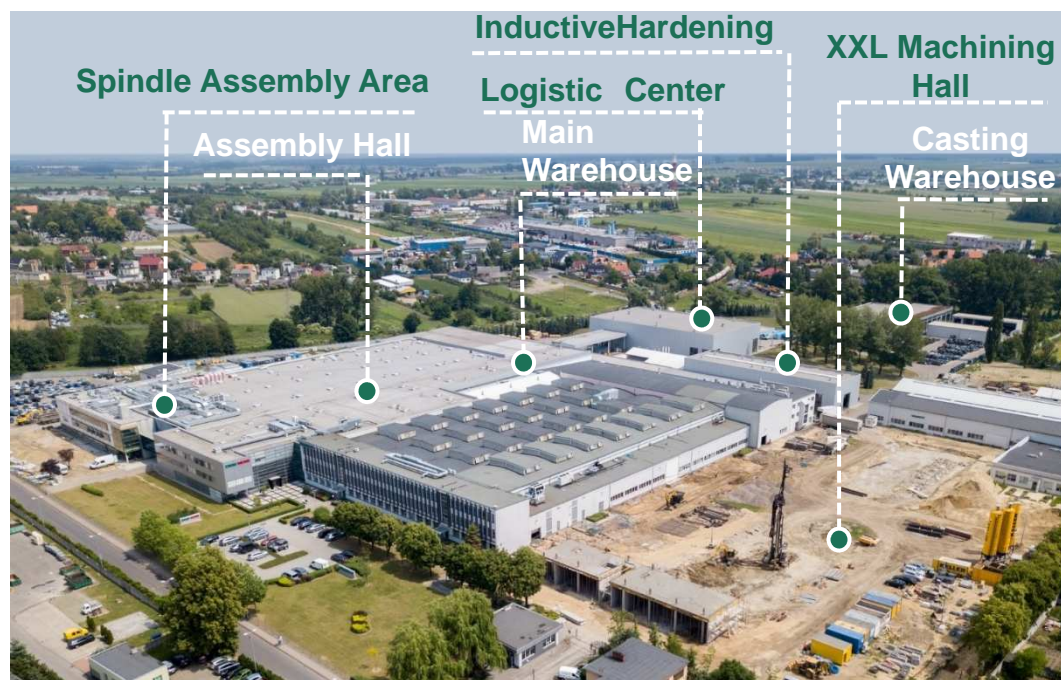 InductiveHardening
XXL Machining
Hall
Spindle Assembly Area
Logistic Center
Assembly Hall
Main
Warehouse
Casting
Warehouse